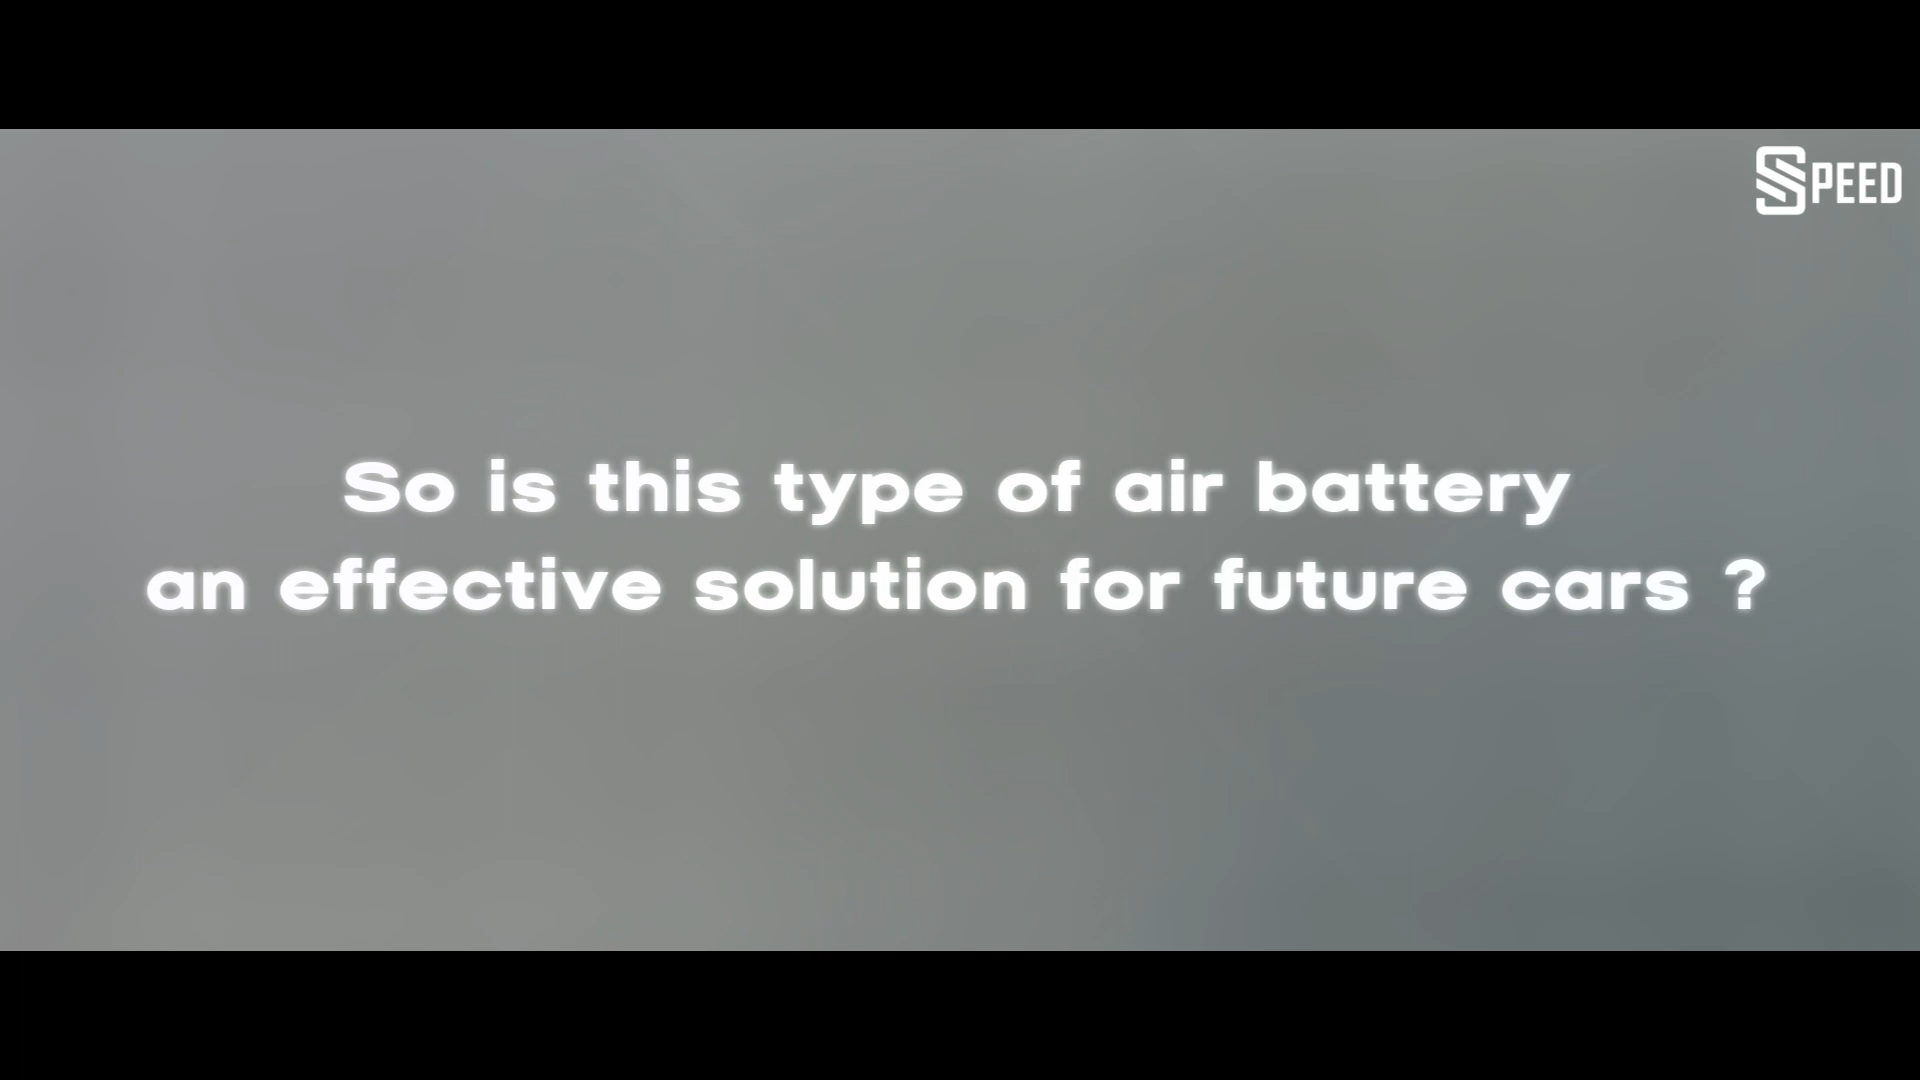 SPEED
So is this type of air battery
an effective solution for future cars ?